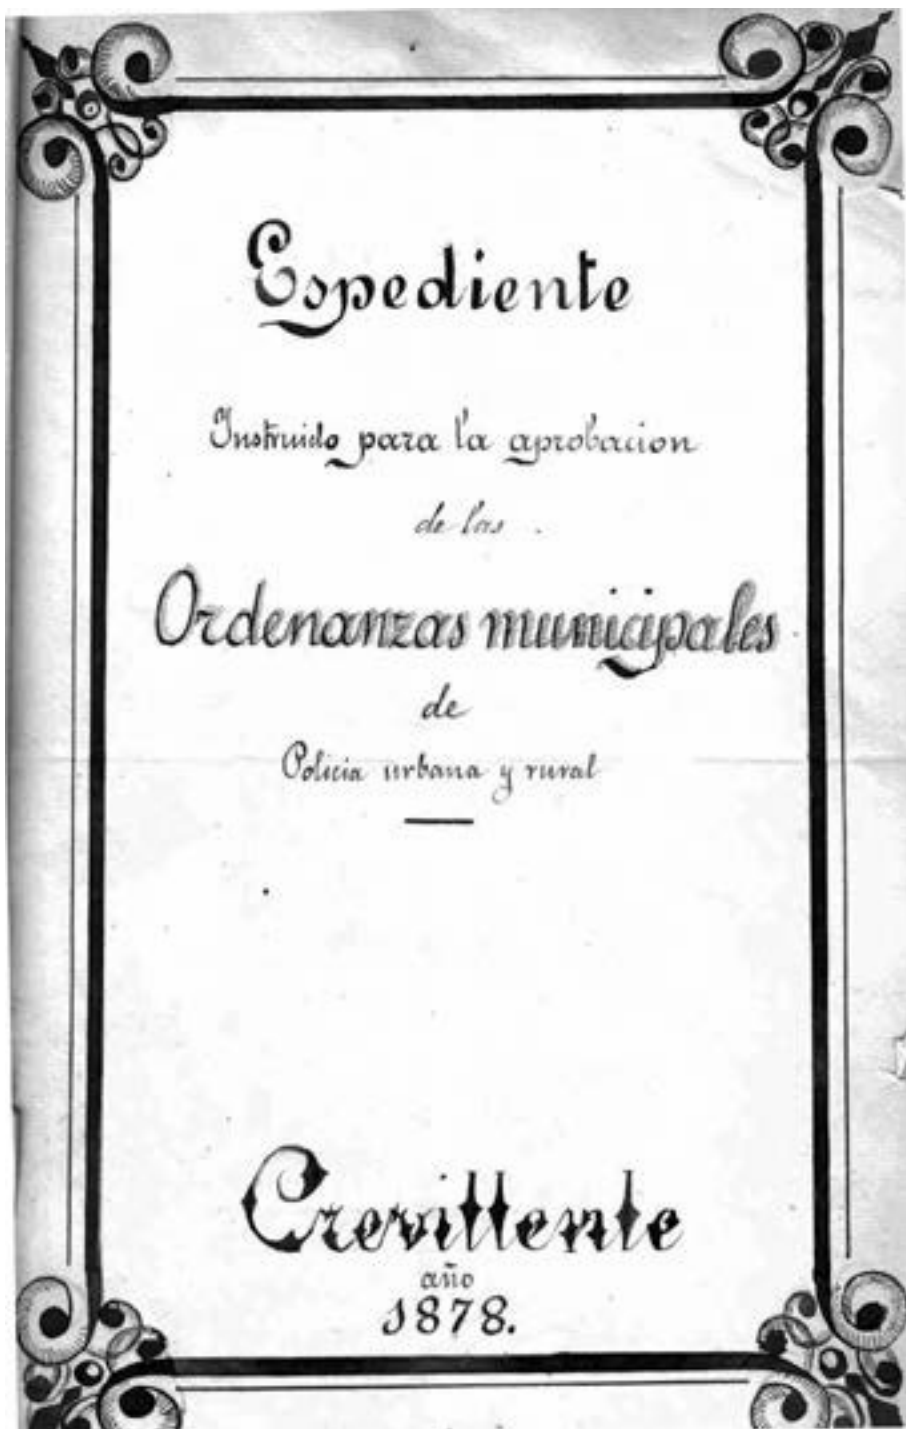 Espediente
Instruido para la aprobacion
de las
Ordenanzas municipales
de
Policia urbana y rural
Crevillente
año
1878.